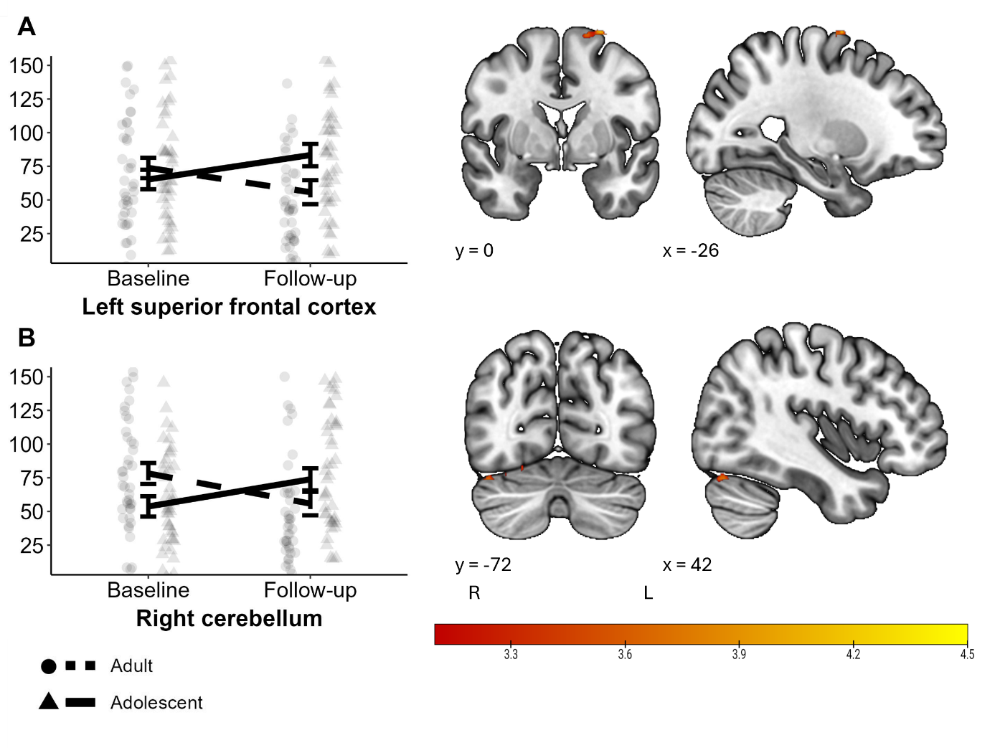 A
150
125
100
75
50
25
Baseline Follow-up
Left superior frontal cortex
y = 0 x = -26
B
150
125
100
75
50
25
Baseline Follow-up
Right cerebellum
y = -72 x = 42
R L
3.3 3.6 3.9 4.2 4.5
Adult
Adolescent